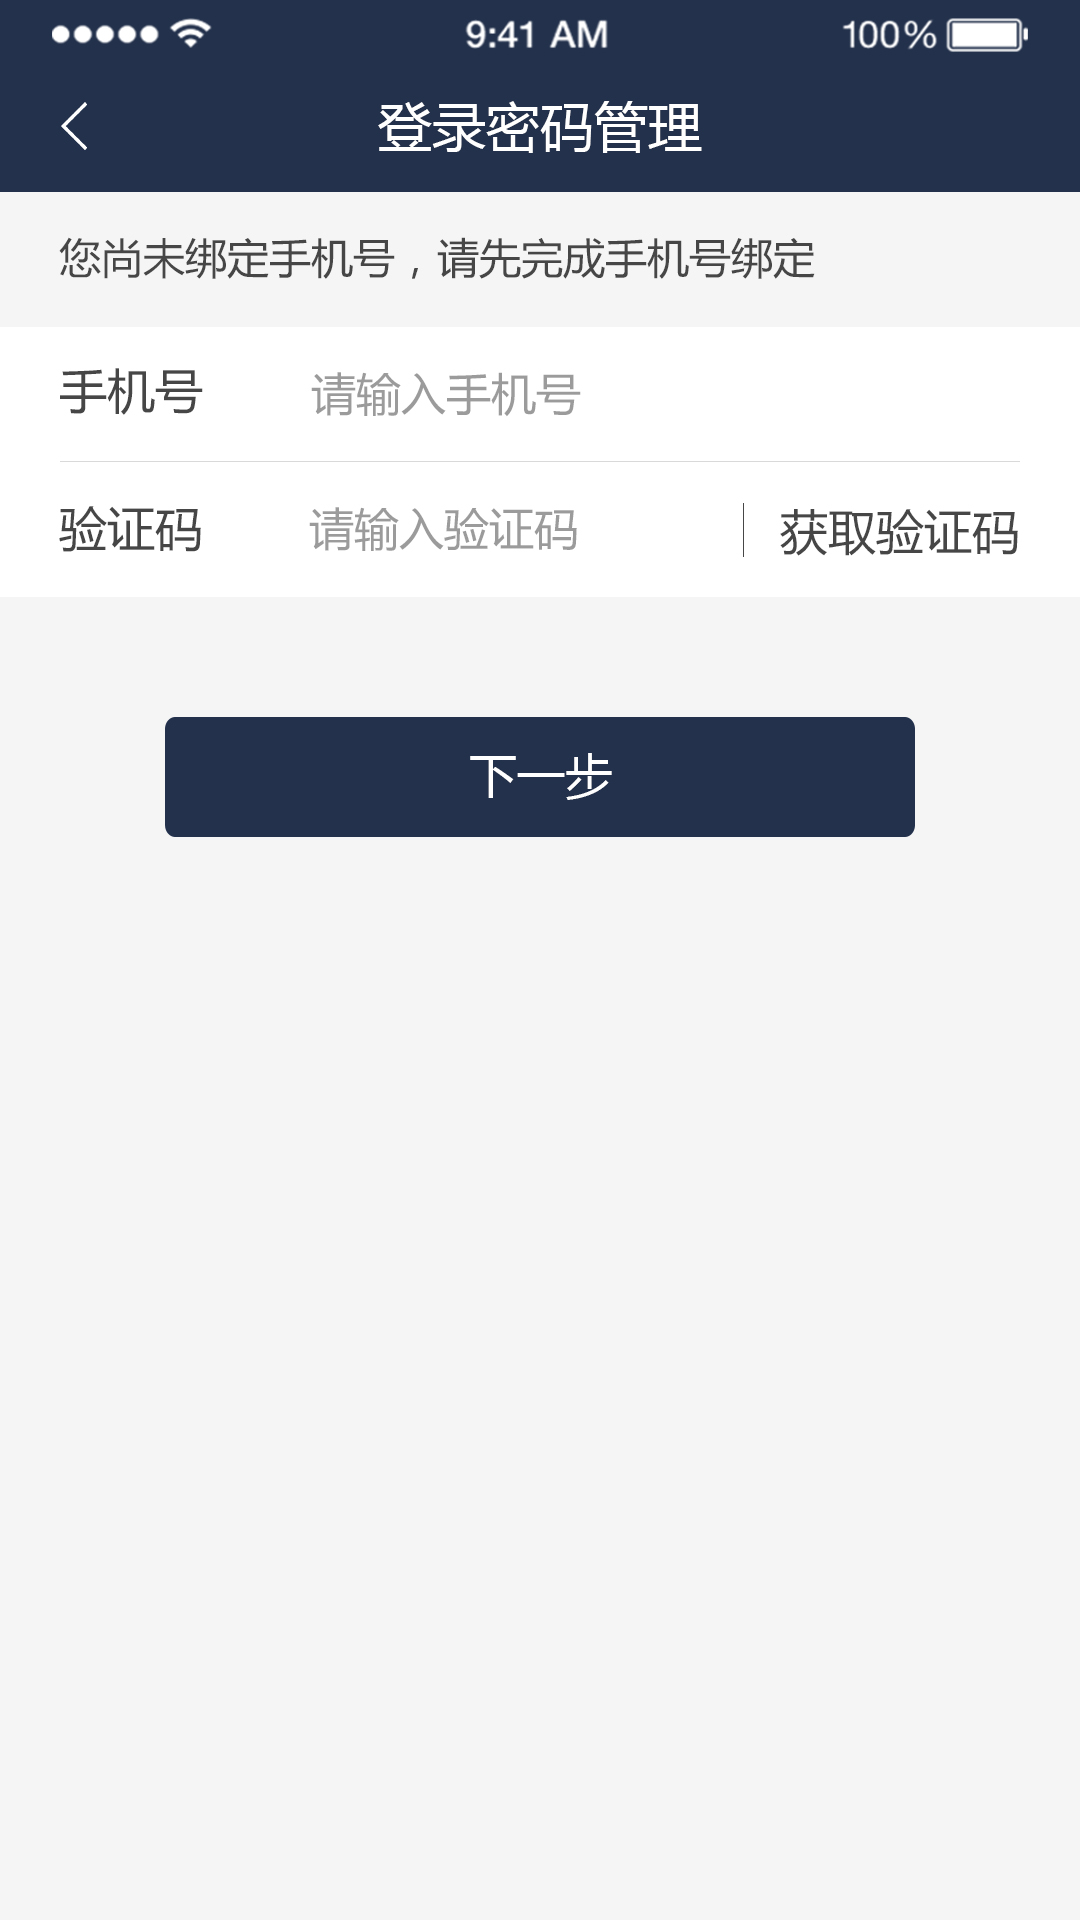 9:41 AM 100%
登录密码管理
您尚未绑定手机号，请先完成手机号绑定
手机号 请输入手机号
验证码 请输入验证码 获取验证码
下一步